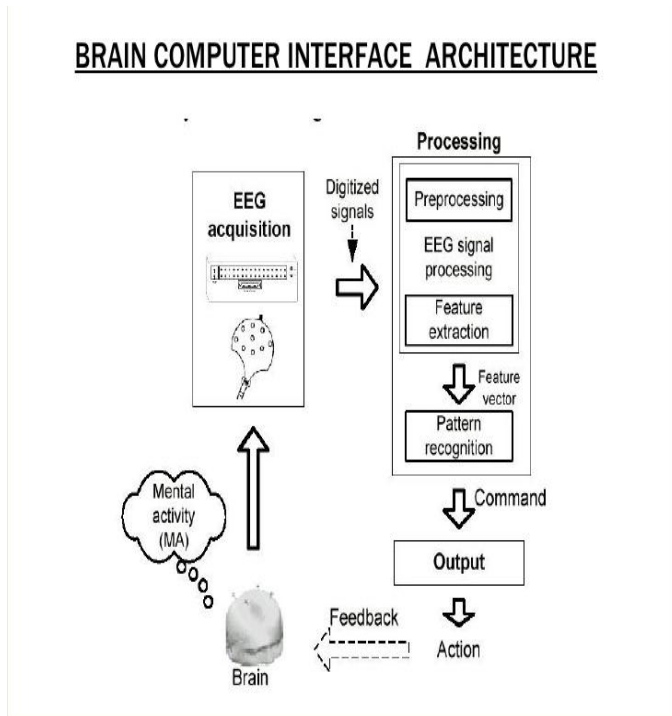 BRAIN COMPUTER INTERFACE ARCHITECTURE
Processing
EEG
acquisition
Digitized
signals
Preprocessing
EEG signal
processing
Feature
extraction
Feature
vector
Pattern
recognition
Command
Output
Action
Feedback
Mental
activity
(MA)
Brain